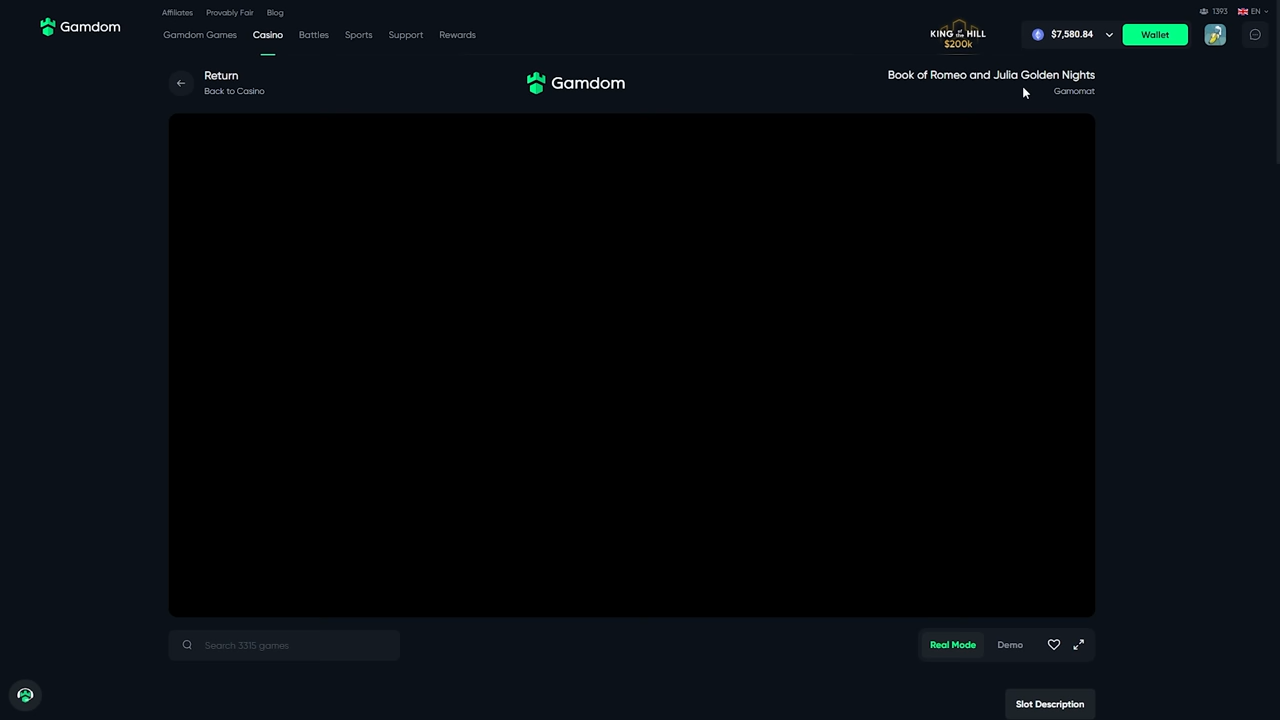 Affiliates Provably Fair Blog
1393 EN
Gamdom
Gamdom Games Casino Battles Sports Support Rewards
KING OF THE HILL
$200k
$7,580.84
Wallet
Return
Back to Casino
Gamdom
Book of Romeo and Julia Golden Nights
Gamomat
Search 3315 games
Real Mode Demo
Slot Description